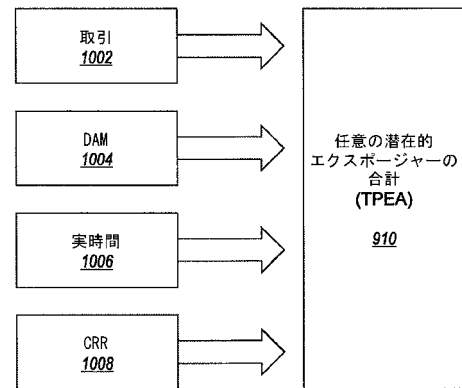 取引
1002
DAM
1004
実時間
1006
CRR
1008
任意の潜在的
エクスポージャーの
合計
(TPEA)
910